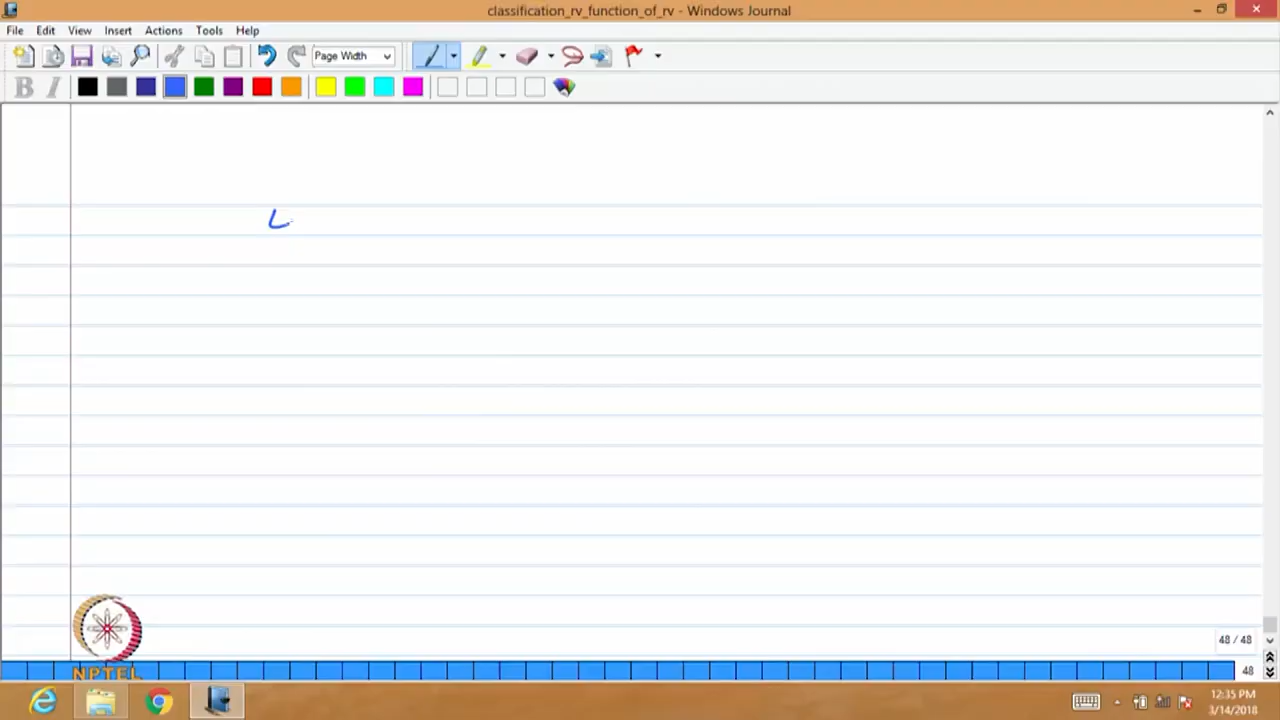 classification_rv_function_of_rv - Windows Journal
File Edit View Insert Actions Tools Help
Page Width
B I
L
48 / 48
48
NPTEL
12:35 PM
3/14/2018